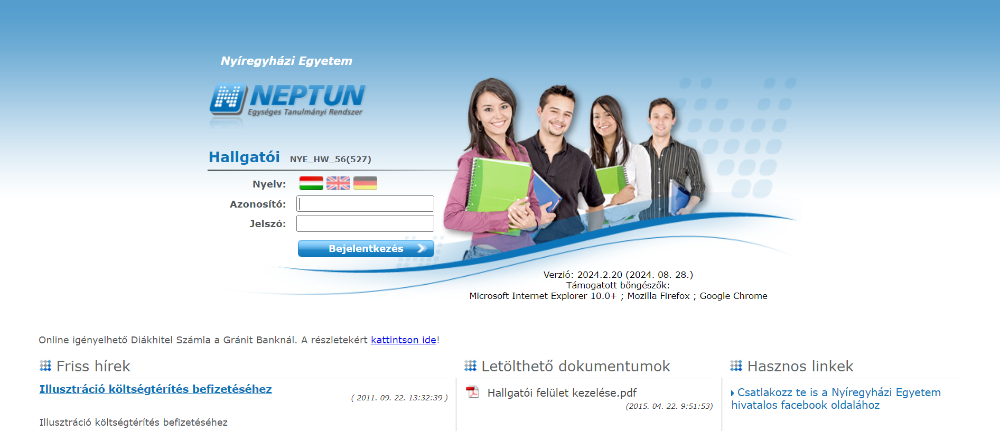 Nyíregyházi Egyetem
NEPTUN
Egységes Tanulmányi Rendszer
Hallgatói NYE_HW_56(527)
Nyelv:
Azonosító:
Jelszó:
Bejelentkezés
Verzió: 2024.2.20 (2024. 08. 28.)
Támogatott böngészők:
Microsoft Internet Explorer 10.0+ ; Mozilla Firefox ; Google Chrome
Online igényelhető Diákhitel Számla a Gránit Banknál. A részletekért kattintson ide!
Friss hírek
Illusztráció költségtérítés befizetéséhez
( 2011. 09. 22. 13:32:39 )
Illusztráció költségtérítés befizetéséhez
Letölthető dokumentumok
Hallgatói felület kezelése.pdf
(2015. 04. 22. 9:51:53)
Hasznos linkek
Csatlakozz te is a Nyíregyházi Egyetem
hivatalos facebook oldalához